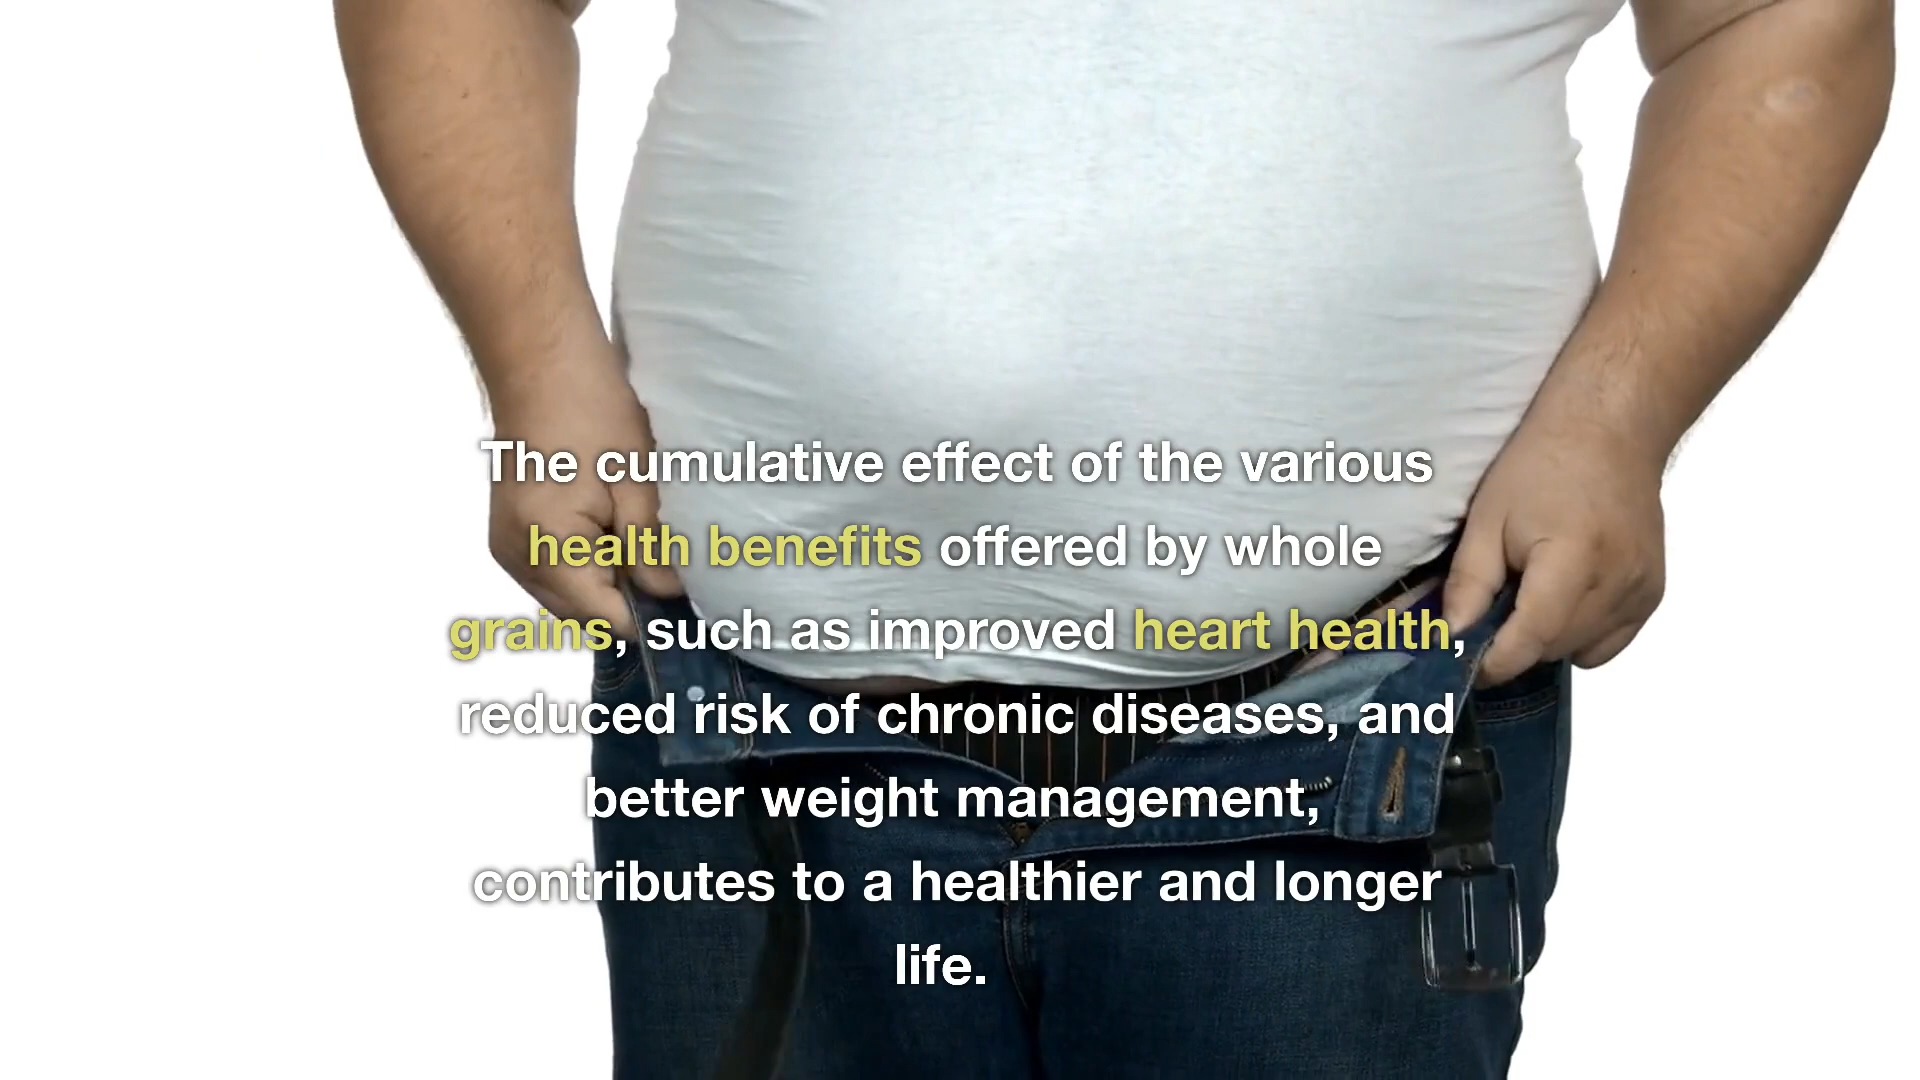 The cumulative effect of the various
health benefits offered by whole
grains, such as improved heart health,
reduced risk of chronic diseases, and
better weight management,
contributes to a healthier and longer
life.